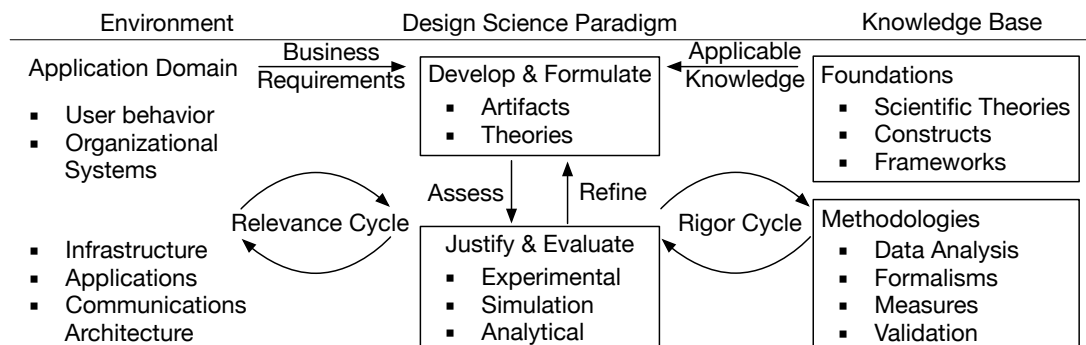 Environment
Design Science Paradigm
Knowledge Base
Application Domain
▪ User behavior
▪ Organizational
Systems
Business
Requirements
Develop & Formulate
▪ Artifacts
▪ Theories
Applicable
Knowledge
Foundations
▪ Scientific Theories
▪ Constructs
▪ Frameworks
Assess
Refine
Relevance Cycle
Rigor Cycle
▪ Infrastructure
▪ Applications
▪ Communications
Architecture
Justify & Evaluate
▪ Experimental
▪ Simulation
▪ Analytical
Methodologies
▪ Data Analysis
▪ Formalisms
▪ Measures
▪ Validation